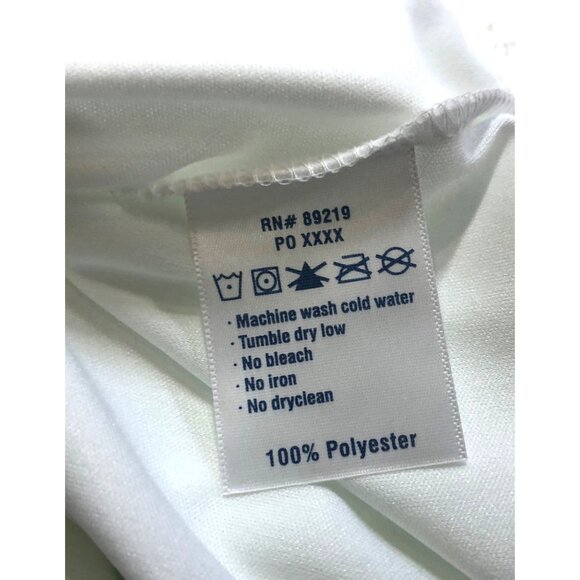 RN# 89219
PO XXXX
· Machine wash cold water
· Tumble dry low
· No bleach
· No iron
· No dryclean
100% Polyester